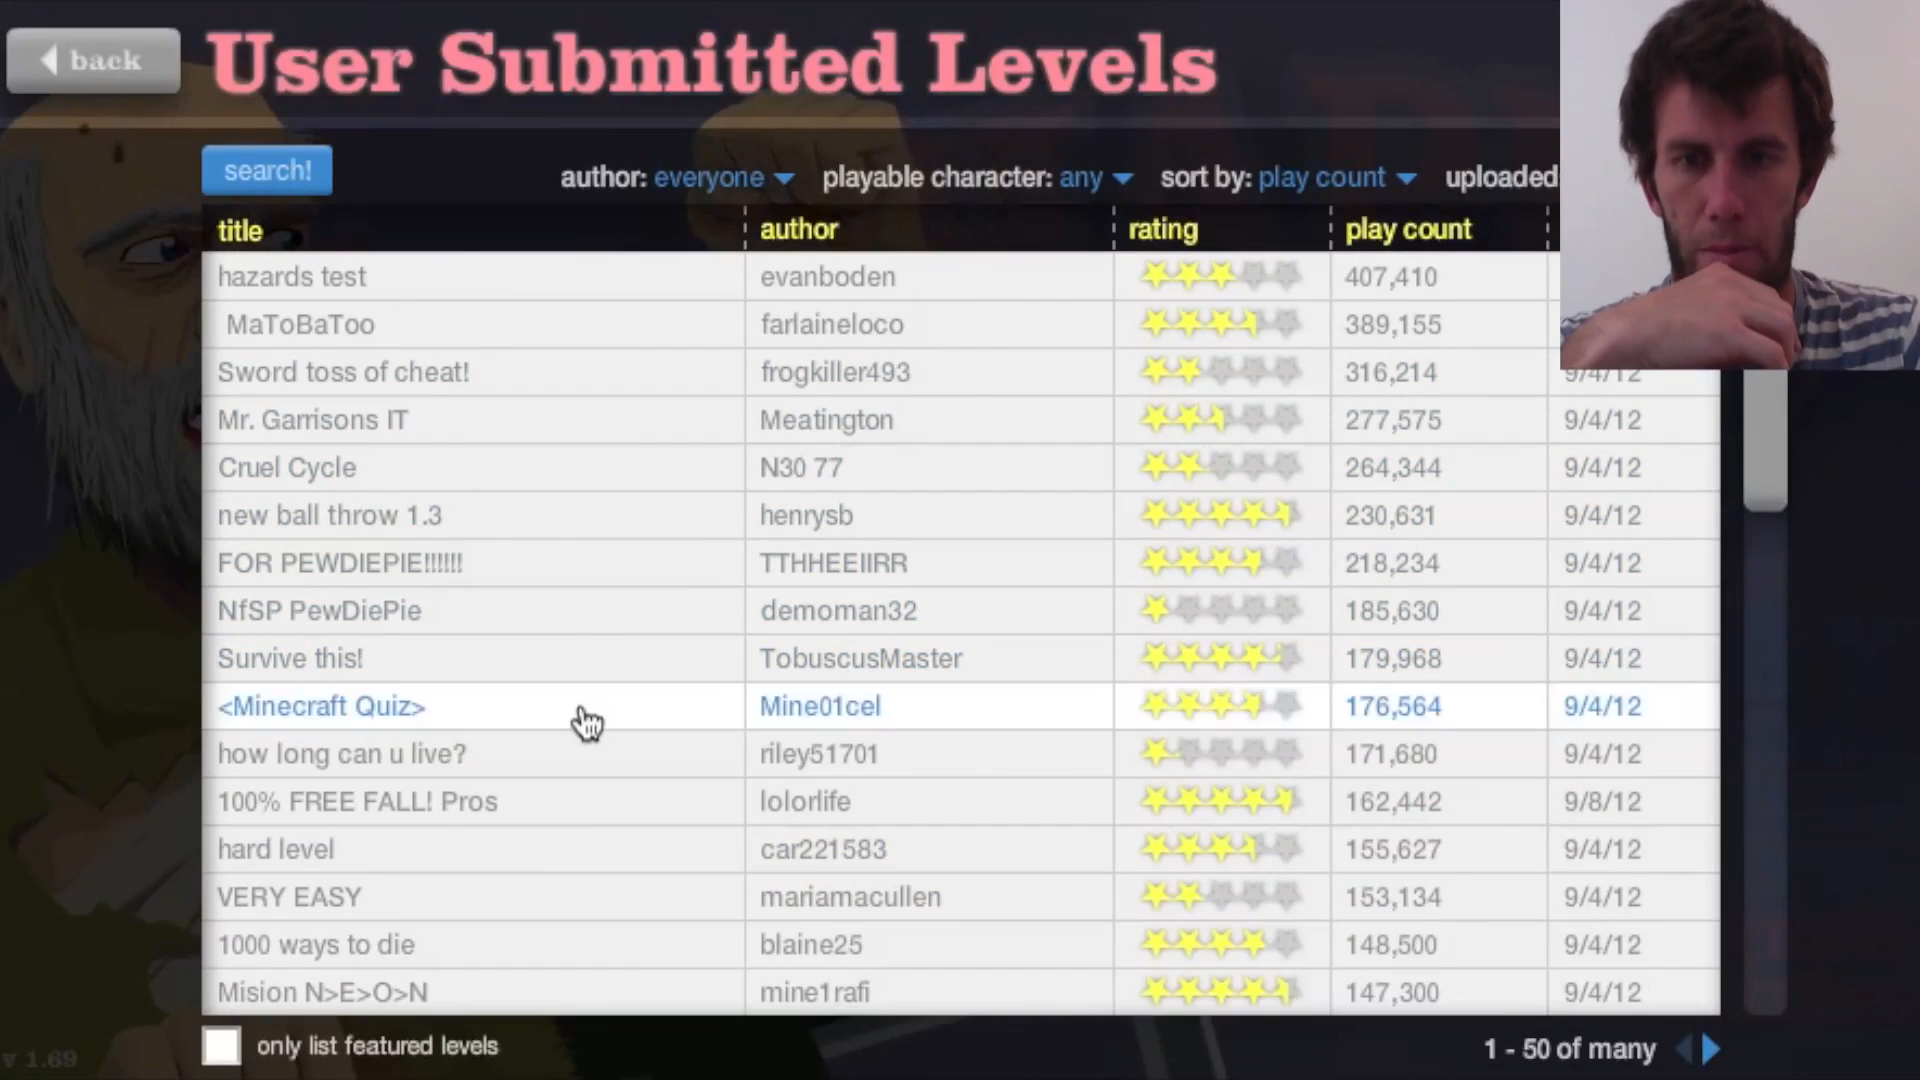 back
User Submitted Levels
search!
author: everyone playable character: any sort by: play count uploaded
title author rating play count
hazards test evanboden 407,410
MaToBaToo farlaineloco 389,155
Sword toss of cheat! frogkiller493 316,214 9/4/12
Mr. Garrisons IT Meatington 277,575 9/4/12
Cruel Cycle N30 77 264,344 9/4/12
new ball throw 1.3 henrysb 230,631 9/4/12
FOR PEWDIEPIE!!!!!! TTHHEEIIRR 218,234 9/4/12
NfSP PewDiePie demoman32 185,630 9/4/12
Survive this! TobuscusMaster 179,968 9/4/12
<Minecraft Quiz> Mine01cel 176,564 9/4/12
how long can u live? riley51701 171,680 9/4/12
100% FREE FALL! Pros lolorlife 162,442 9/8/12
hard level car221583 155,627 9/4/12
VERY EASY mariamacullen 153,134 9/4/12
1000 ways to die blaine25 148,500 9/4/12
Mision N>E>O>N mine1rafi 147,300 9/4/12
only list featured levels 1 - 50 of many
v 1.69